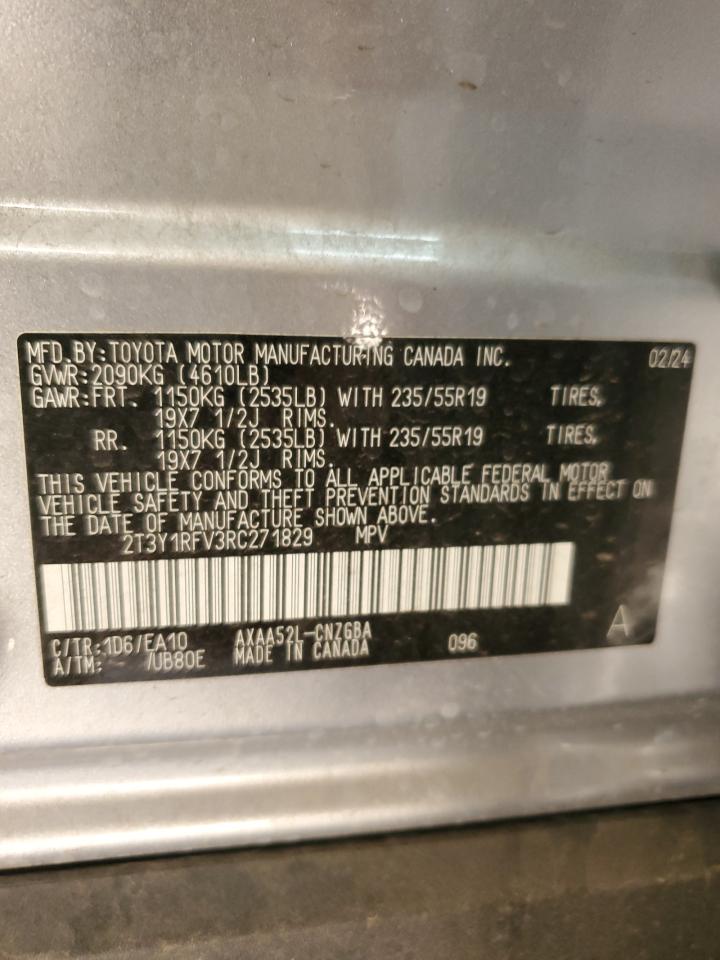 MFD.BY:TOYOTA MOTOR MANUFACTURING CANADA INC. 02/24
GVWR:2090KG (4610LB)
GAWR:FRT. 1150KG (2535LB) WITH 235/55R19 TIRES,
19X7 1/2J RIMS.
RR. 1150KG (2535LB) WITH 235/55R19 TIRES,
19X7 1/2J RIMS.
THIS VEHICLE CONFORMS TO ALL APPLICABLE FEDERAL MOTOR
VEHICLE SAFETY AND THEFT PREVENTION STANDARDS IN EFFECT ON
THE DATE OF MANUFACTURE SHOWN ABOVE.
2T3Y1RFV3RC271829 MPV
C/TR:1D6/EA10 AXAA52L-CNZGBA 096 A
A/TM: /UB80E MADE IN CANADA